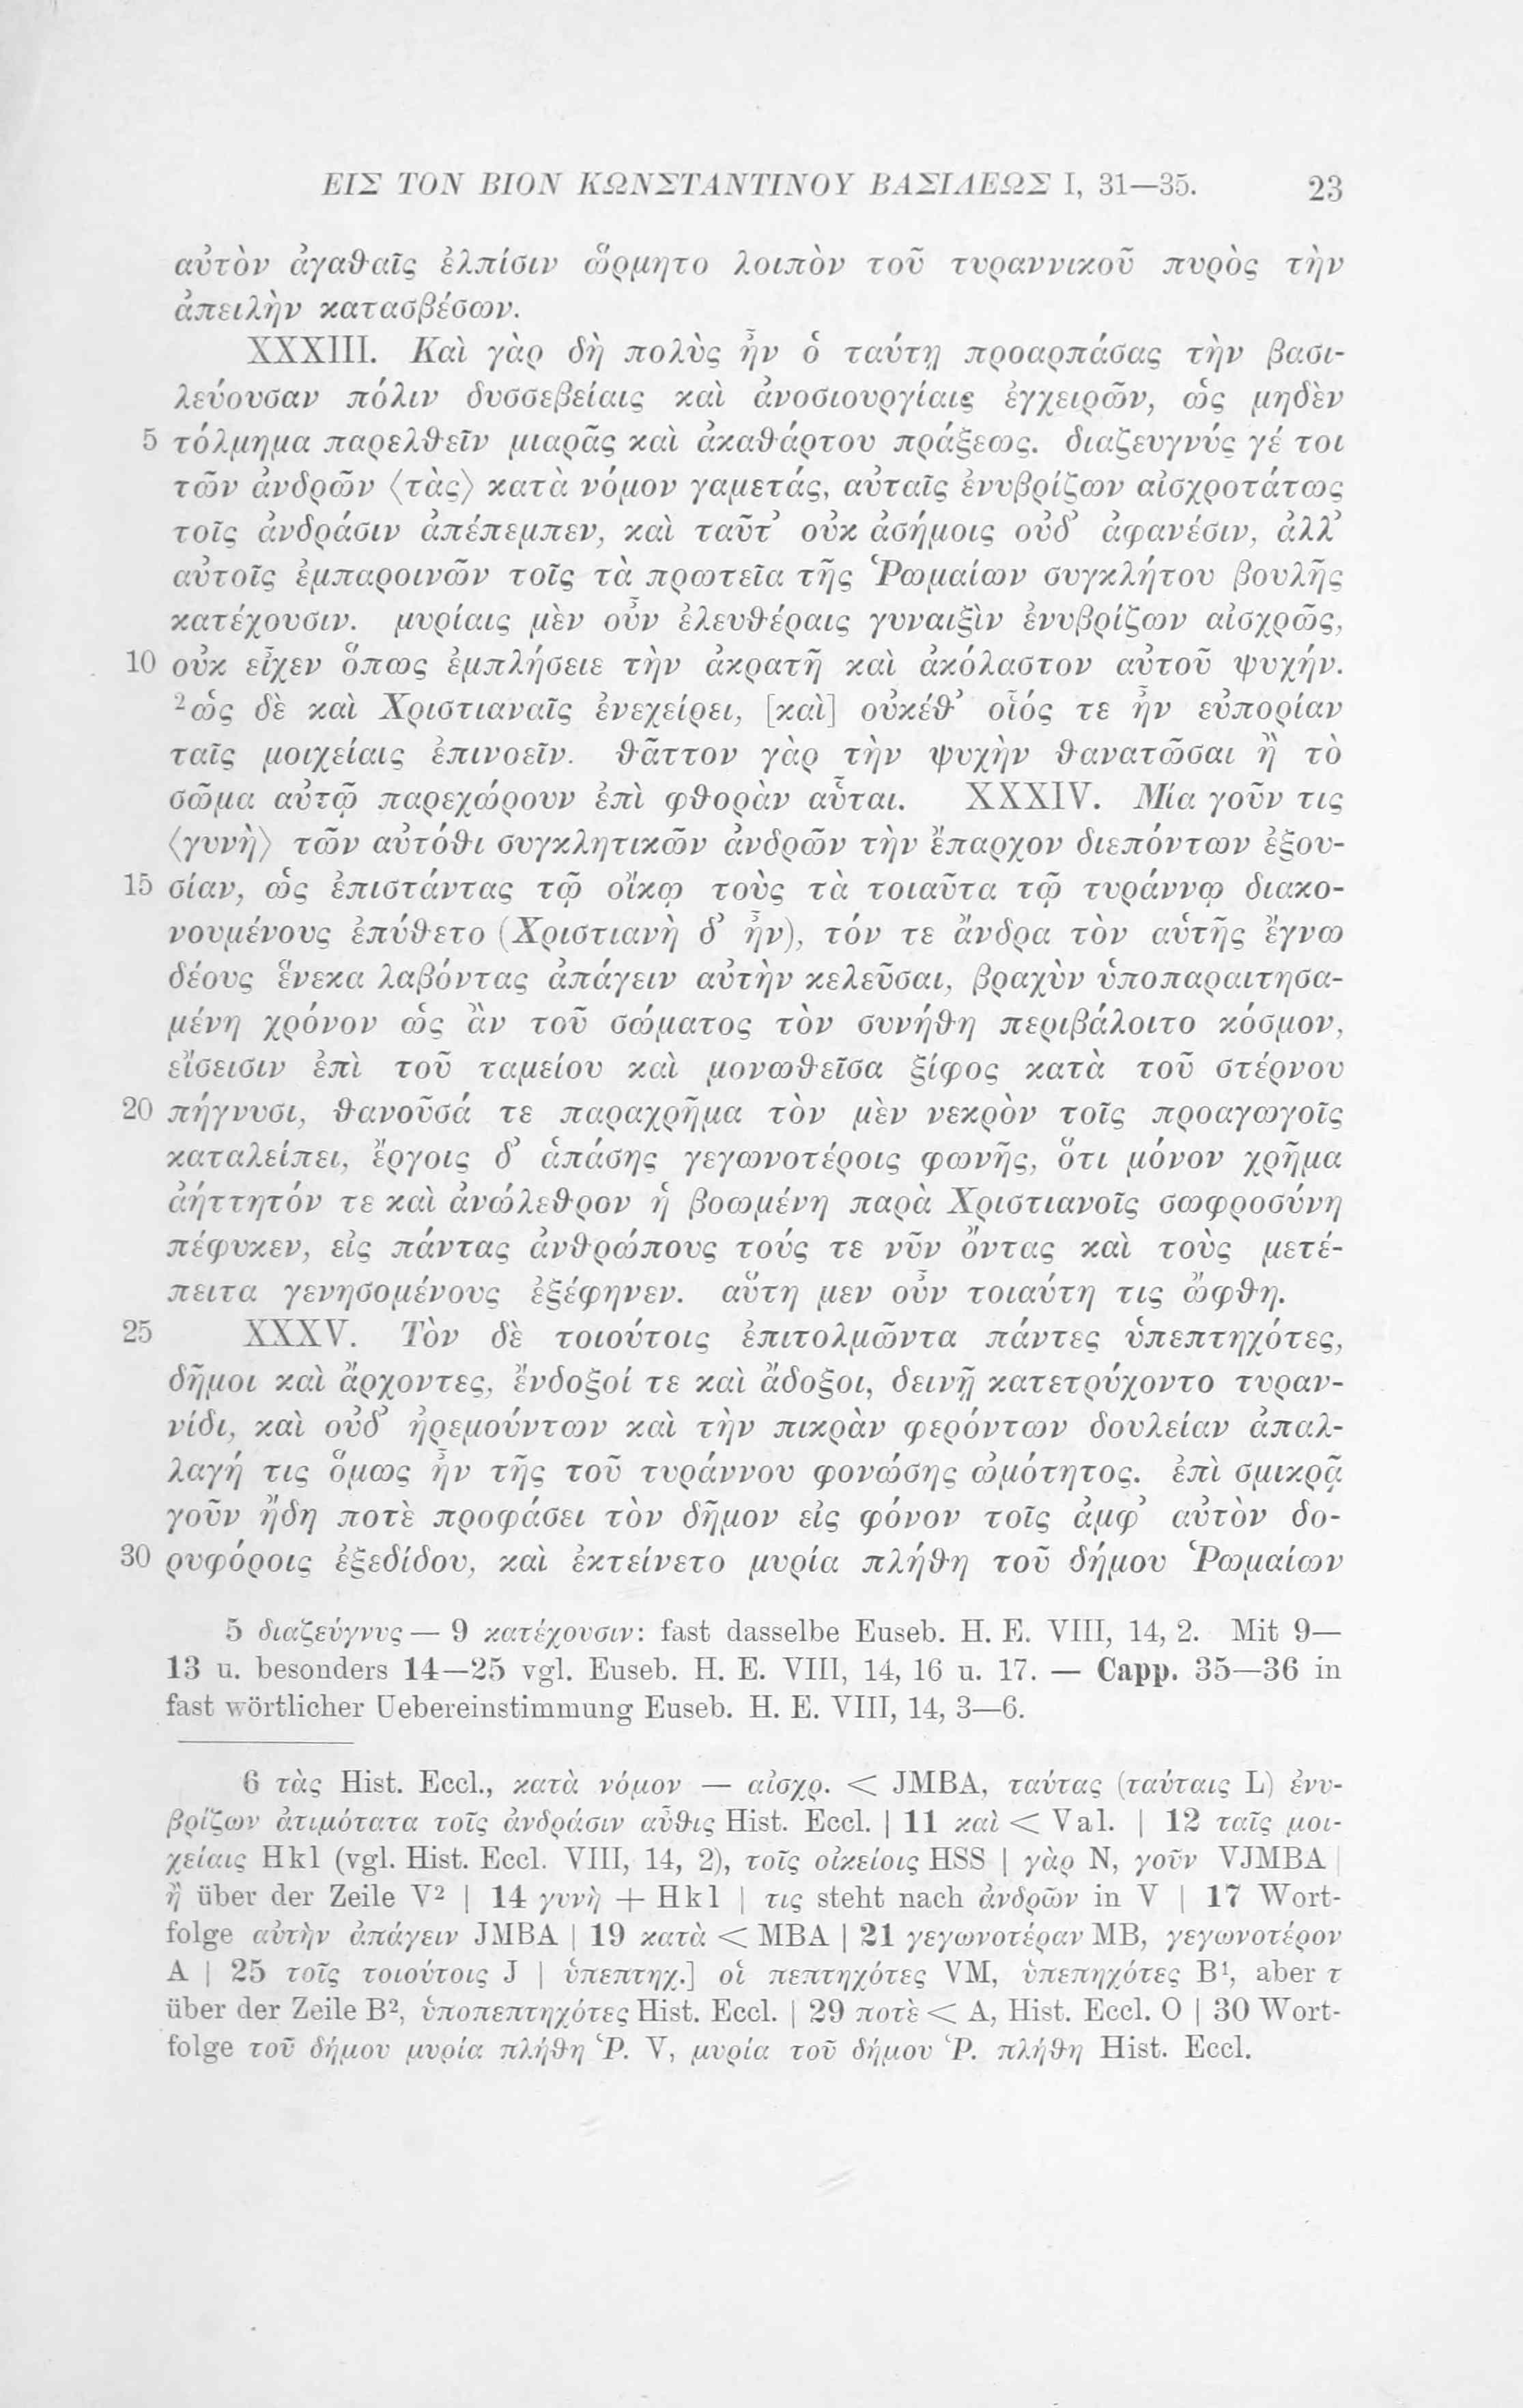 ΕΙΣ ΤΟΝ ΒΙΟΝ ΚΩΝΣΤΑΝΤΙΝΟΥ ΒΑΣΙΛΕΩΣ I, 31—35. 23
αὐτὸν ἀγαθαῖς ἐλπίσιν ὥρμητο λοιπὸν τοῦ τυραννικοῦ πυρὸς τὴν
ἀπειλὴν κατασβέσων.
XXXIII. Καὶ γὰρ δὴ πολὺς ἦν ὁ ταύτῃ προαρπάσας τὴν βασι-
λεύουσαν πόλιν δυσσεβείαις καὶ ἀνοσιουργίαις ἐγχειρῶν, ὡς μηδὲν
5 τόλμημα παρελθεῖν μιαρᾶς καὶ ἀκαθάρτου πράξεως. διαζευγνύς γέ τοι
τῶν ἀνδρῶν ⟨τὰς⟩ κατὰ νόμον γαμετάς, αὐταῖς ἐνυβρίζων αἰσχροτάτως
τοῖς ἀνδράσιν ἀπέπεμπεν, καὶ ταῦτ᾽ οὐκ ἀσήμοις οὐδ᾽ ἀφανέσιν, ἀλλ᾽
αὐτοῖς ἐμπαροινῶν τοῖς τὰ πρωτεῖα τῆς Ῥωμαίων συγκλήτου βουλῆς
κατέχουσιν. μυρίαις μὲν οὖν ἐλευθέραις γυναιξὶν ἐνυβρίζων αἰσχρῶς,
10 οὐκ εἶχεν ὅπως ἐμπλήσειε τὴν ἀκρατῆ καὶ ἀκόλαστον αὐτοῦ ψυχήν.
²ὡς δὲ καὶ Χριστιαναῖς ἐνεχείρει, [καὶ] οὐκέθ᾽ οἷός τε ἦν εὐπορίαν
ταῖς μοιχείαις ἐπινοεῖν. θᾶττον γὰρ τὴν ψυχὴν θανατῶσαι ἢ τὸ
σῶμα αὐτῷ παρεχώρουν ἐπὶ φθορὰν αὗται. XXXIV. Μία γοῦν τις
⟨γυνὴ⟩ τῶν αὐτόθι συγκλητικῶν ἀνδρῶν τὴν ἔπαρχον διεπόντων ἐξου-
15 σίαν, ὡς ἐπιστάντας τῷ οἴκῳ τοὺς τὰ τοιαῦτα τῷ τυράννῳ διακο-
νουμένους ἐπύθετο (Χριστιανὴ δ᾽ ἦν), τόν τε ἄνδρα τὸν αὑτῆς ἔγνω
δέους ἕνεκα λαβόντας ἀπάγειν αὐτὴν κελεῦσαι, βραχὺν ὑποπαραιτησα-
μένη χρόνον ὡς ἂν τοῦ σώματος τὸν συνήθη περιβάλοιτο κόσμον,
εἴσεισιν ἐπὶ τοῦ ταμείου καὶ μονωθεῖσα ξίφος κατὰ τοῦ στέρνου
20 πήγνυσι, θανοῦσά τε παραχρῆμα τὸν μὲν νεκρὸν τοῖς προαγωγοῖς
καταλείπει, ἔργοις δ᾽ ἁπάσης γεγωνοτέροις φωνῆς, ὅτι μόνον χρῆμα
ἀήττητόν τε καὶ ἀνώλεθρον ἡ βοωμένη παρὰ Χριστιανοῖς σωφροσύνη
πέφυκεν, εἰς πάντας ἀνθρώπους τούς τε νῦν ὄντας καὶ τοὺς μετέ-
πειτα γενησομένους ἐξέφηνεν. αὕτη μεν οὖν τοιαύτη τις ὤφθη.
25 XXXV. Τὸν δὲ τοιούτοις ἐπιτολμῶντα πάντες ὑπεπτηχότες,
δῆμοι καὶ ἄρχοντες, ἔνδοξοί τε καὶ ἄδοξοι, δεινῇ κατετρύχοντο τυραν-
νίδι, καὶ οὐδ᾽ ἠρεμούντων καὶ τὴν πικρὰν φερόντων δουλείαν ἀπαλ-
λαγή τις ὅμως ἦν τῆς τοῦ τυράννου φονώσης ὠμότητος. ἐπὶ σμικρᾷ
γοῦν ἤδη ποτὲ προφάσει τὸν δῆμον εἰς φόνον τοῖς ἀμφ᾽ αὐτὸν δο-
30 ρυφόροις ἐξεδίδου, καὶ ἐκτείνετο μυρία πλήθη τοῦ δήμου Ῥωμαίων
5 διαζεύγνυς — 9 κατέχουσιν: fast dasselbe Euseb. H. E. VIII, 14, 2. Mit 9—
13 u. besonders 14—25 vgl. Euseb. H. E. VIII, 14, 16 u. 17. — Capp. 35—36 in
fast wörtlicher Uebereinstimmung Euseb. H. E. VIII, 14, 3—6.
6 τὰς Hist. Eccl., κατὰ νόμον — αἰσχρ. < JMBA, ταύτας (ταύταις L) ἐνυ-
βρίζων ἀτιμότατα τοῖς ἀνδράσιν αὖθις Hist. Eccl. | 11 καὶ < Val. | 12 ταῖς μοι-
χείαις Hkl (vgl. Hist. Eccl. VIII, 14, 2), τοῖς οἰκείοις HSS | γὰρ N, γοῦν VJMBA |
ἢ über der Zeile V² | 14 γυνὴ + Hkl | τις steht nach ἀνδρῶν in V | 17 Wort-
folge αὐτὴν ἀπάγειν JMBA | 19 κατὰ < MBA | 21 γεγωνοτέραν MB, γεγωνοτέρον
A | 25 τοῖς τοιούτοις J | ὑπεπτηχ.] οἱ πεπτηχότες VM, ὑπεπηχότες B¹, aber τ
über der Zeile B², ὑποπεπτηχότες Hist. Eccl. | 29 ποτὲ < A, Hist. Eccl. O | 30 Wort-
folge τοῦ δήμου μυρία πλήθη Ῥ. V, μυρία τοῦ δήμου Ῥ. πλήθη Hist. Eccl.